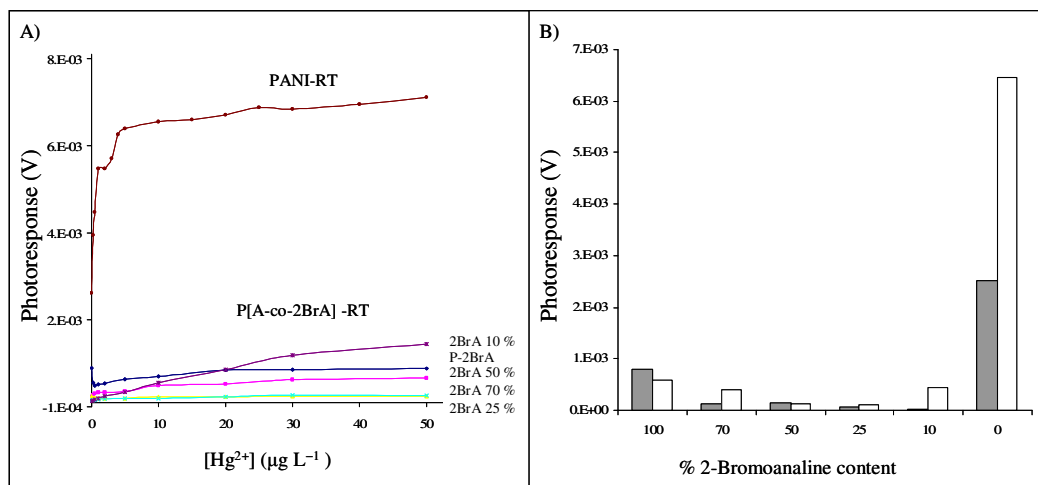 A)
8.E-03
6.E-03
4.E-03
2.E-03
-1.E-04
Photoresponse (V)
PANI-RT
P[A-co-2BrA] -RT
2BrA 10 %
P-2BrA
2BrA 50 %
2BrA 70 %
2BrA 25 %
0 10 20 30 40 50
[Hg²⁺] (µg L⁻¹ )
B)
7.E-03
6.E-03
5.E-03
4.E-03
3.E-03
2.E-03
1.E-03
0.E+00
Photoresponse (V)
100 70 50 25 10 0
% 2-Bromoanaline content